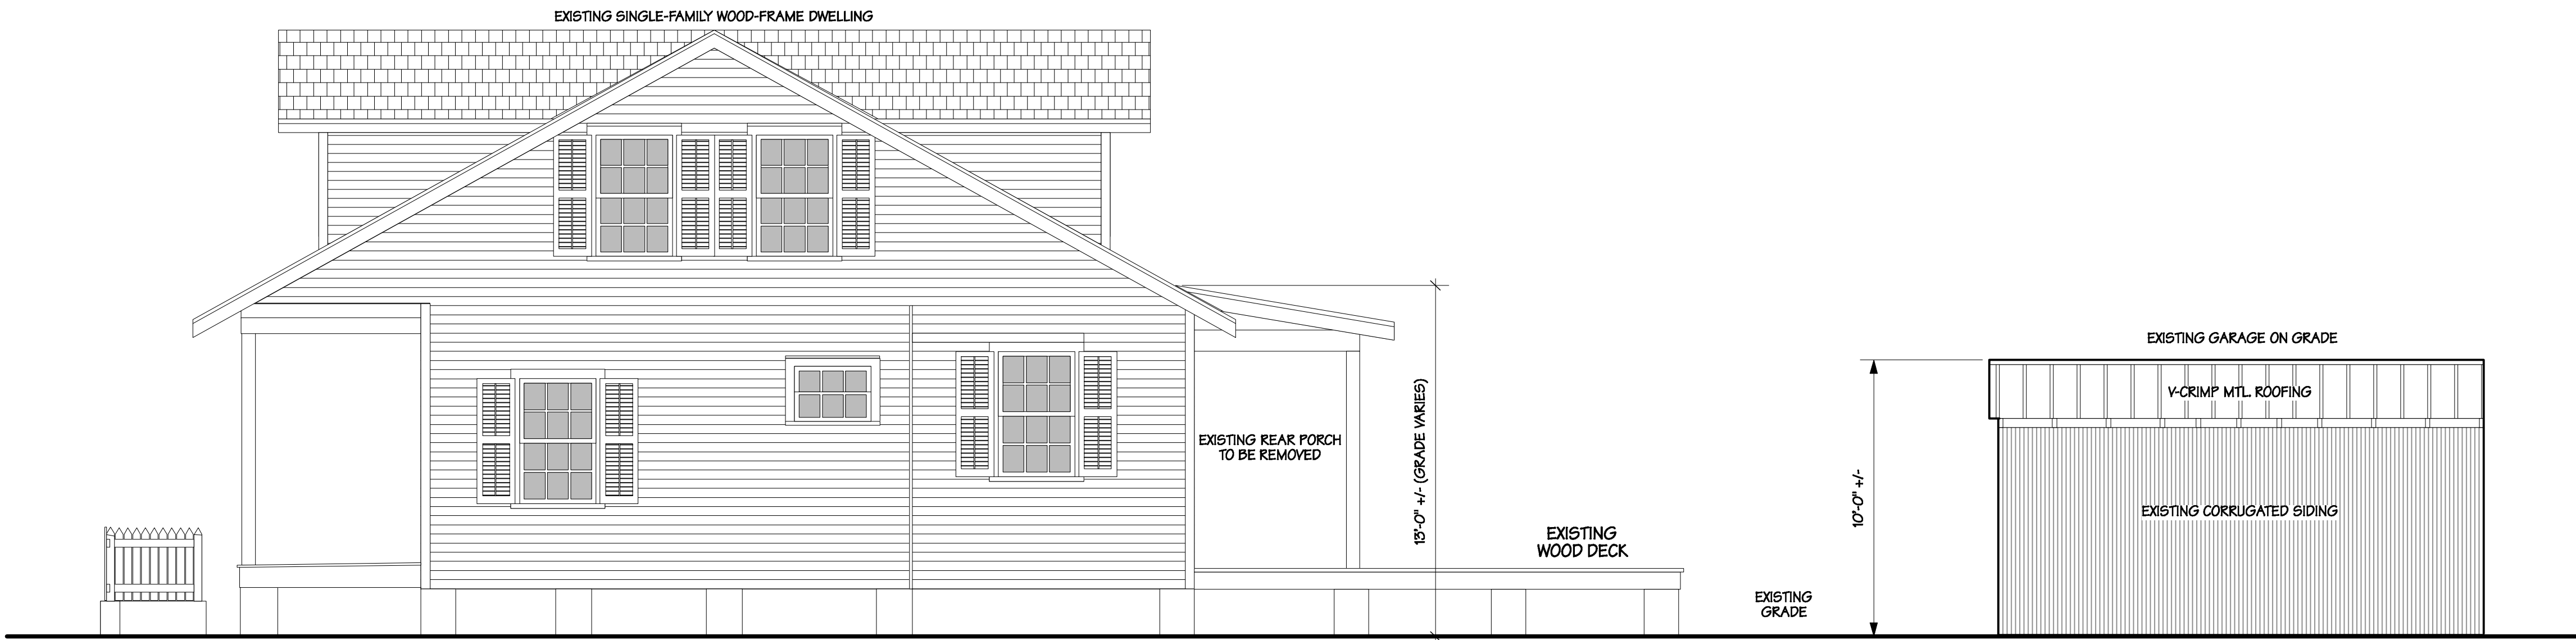 EXISTING SINGLE-FAMILY WOOD-FRAME DWELLING
EXISTING GARAGE ON GRADE
V-CRIMP MTL. ROOFING
EXISTING REAR PORCH
TO BE REMOVED
13'-0" +/- (GRADE VARIES)
10'-0" +/-
EXISTING CORRUGATED SIDING
EXISTING
WOOD DECK
EXISTING
GRADE